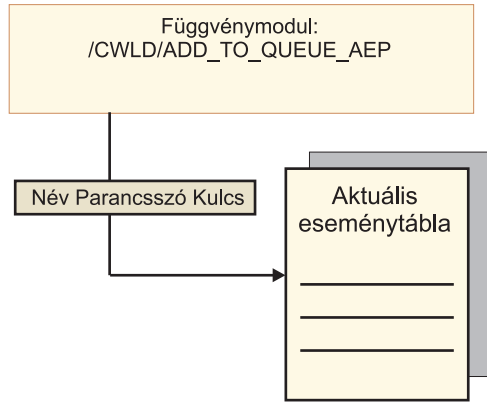 Függvénymodul:
/CWLD/ADD_TO_QUEUE_AEP
Név Parancsszó Kulcs
Aktuális
eseménytábla